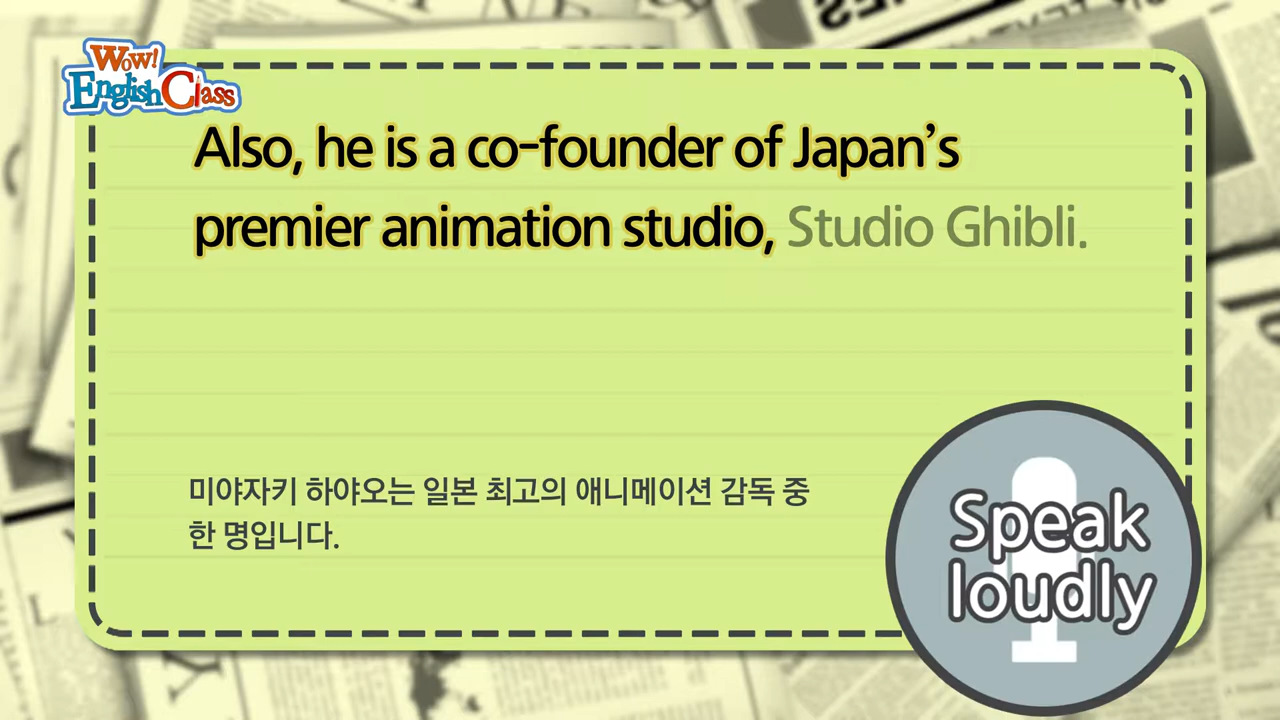 Wow!
English Class
Also, he is a co-founder of Japan's
premier animation studio, Studio Ghibli.
미야자키 하야오는 일본 최고의 애니메이션 감독 중
한 명입니다.
Speak
loudly